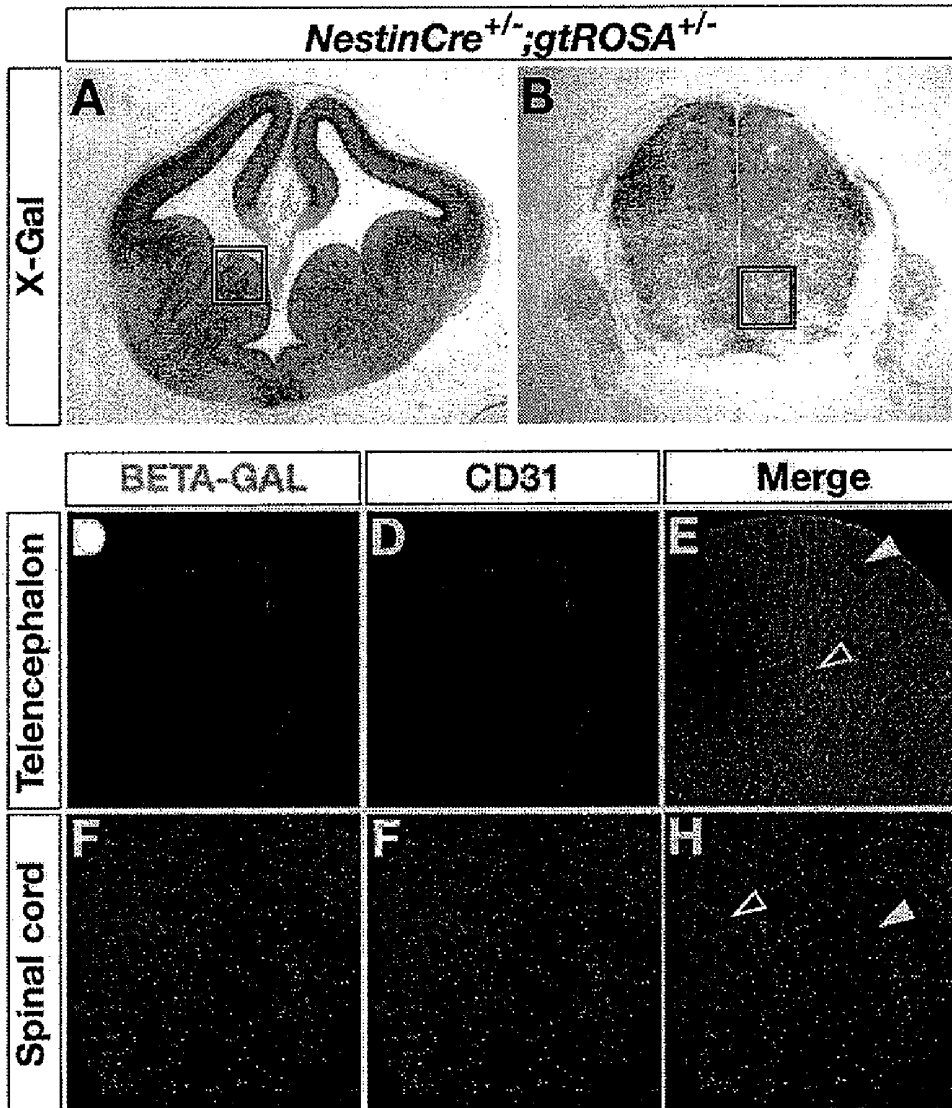 NestinCre+/-;gtROSA+/-
X-Gal
A
B
BETA-GAL
CD31
Merge
Telencephalon
D
D
E
Spinal cord
F
F
H